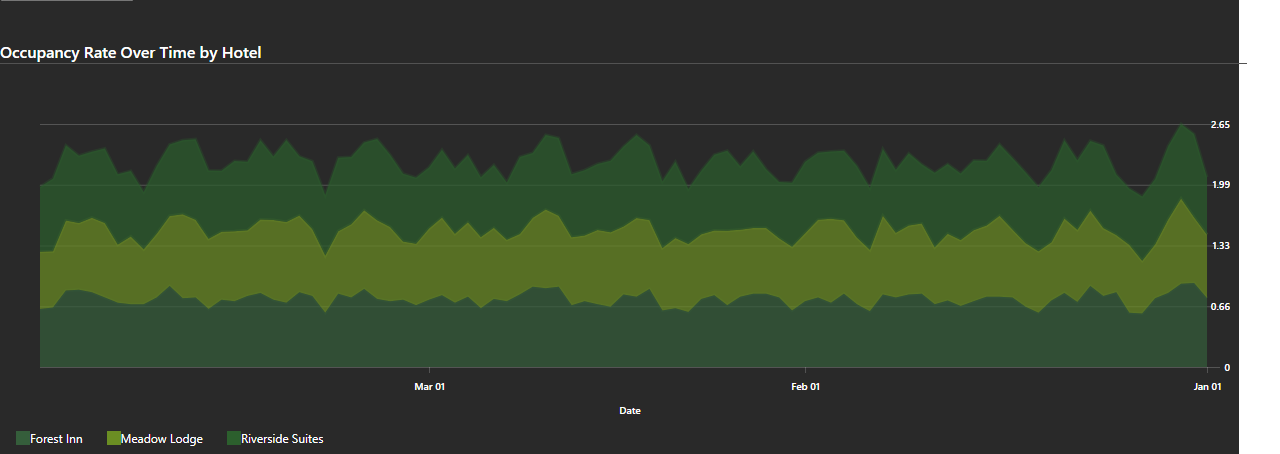 Occupancy Rate Over Time by Hotel
2.65
1.99
1.33
0.66
0
Mar 01 Feb 01 Jan 01
Date
Forest Inn Meadow Lodge Riverside Suites